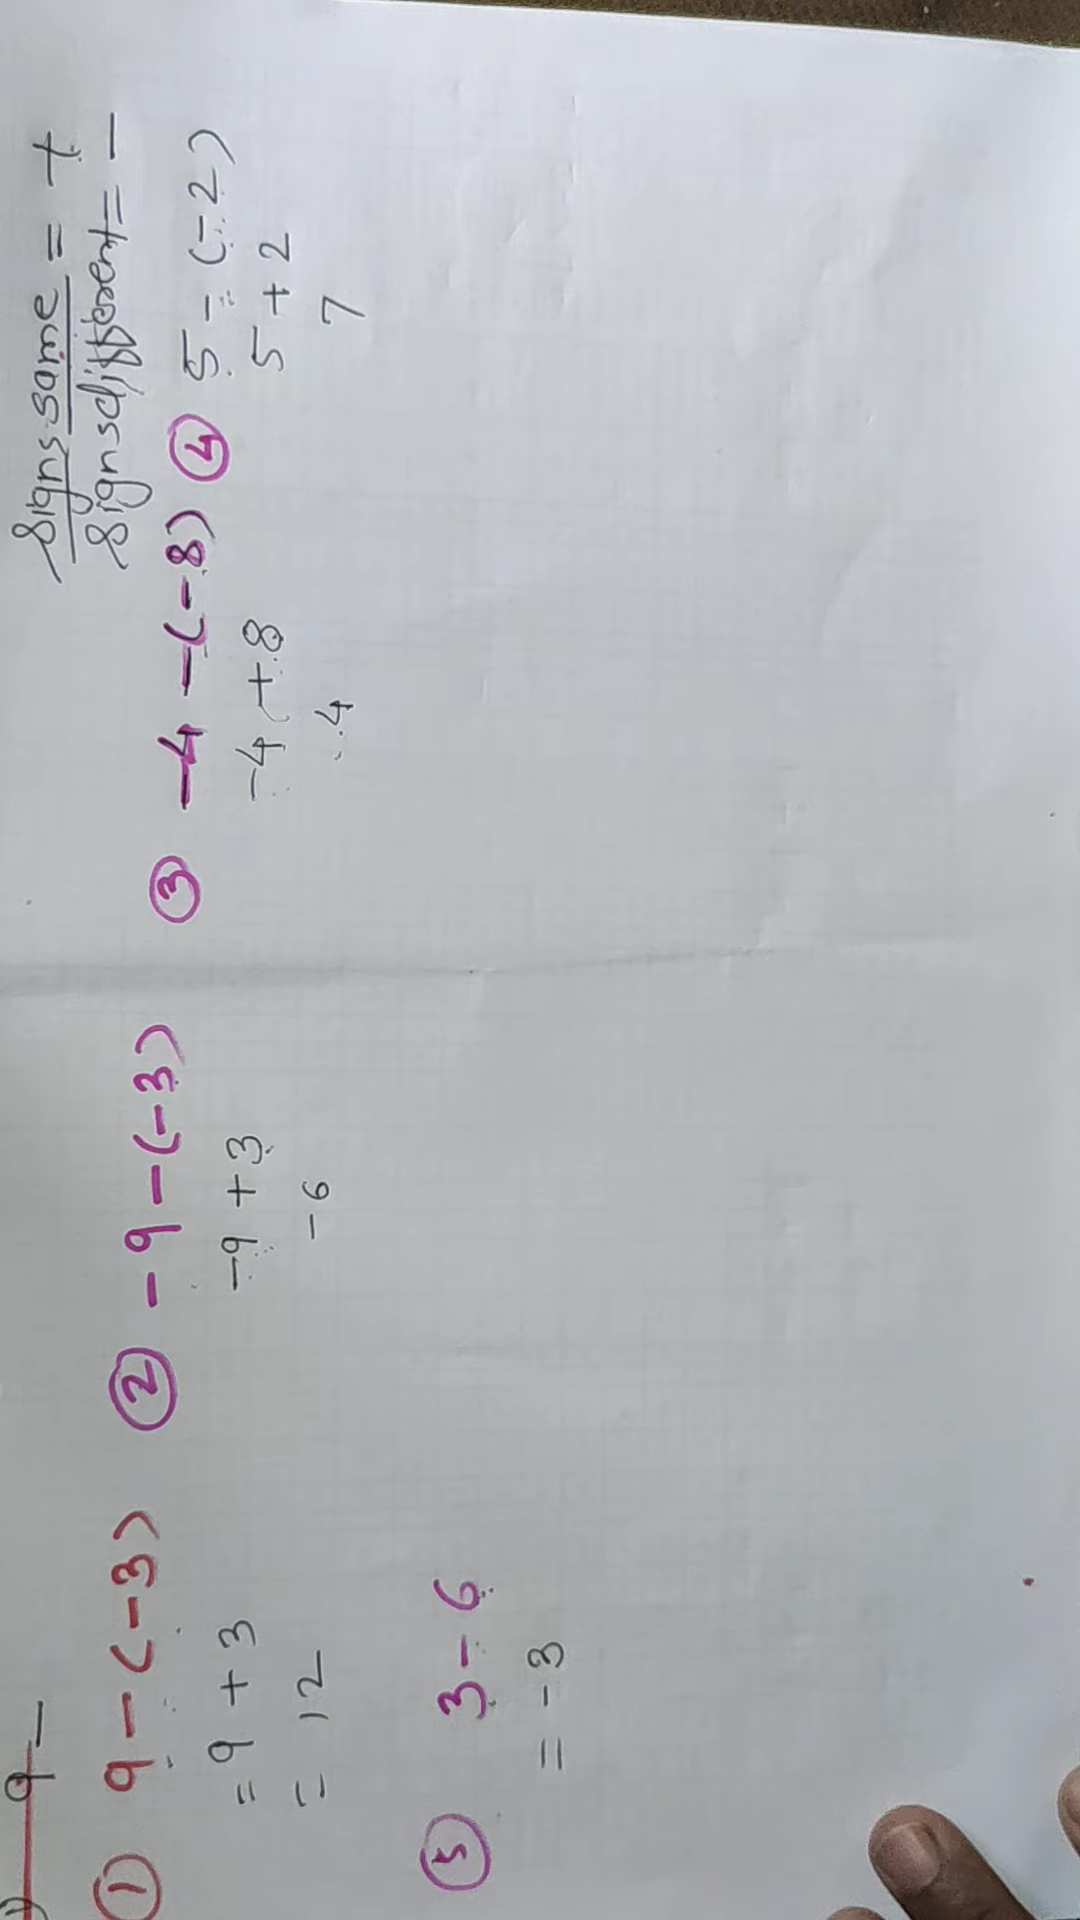 Signs same = +
Signs different = -
9 -
① 9 - (-3)
= 9 + 3
= 12
② -9 - (-3)
-9 + 3
-6
③ -4 - (-8)
-4 + 8
4
④ 5 - (-2)
5 + 2
7
⑤ 3 - 6
= -3